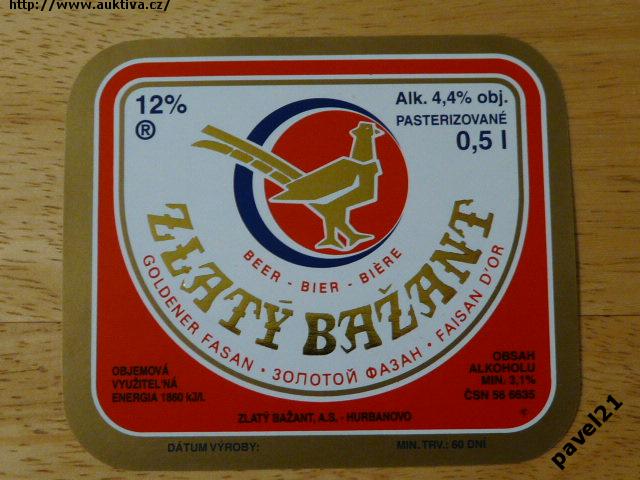 http://www.auktiva.cz/
12%
®
Alk. 4,4% obj.
PASTERIZOVANÉ
0,5 l
BEER - BIER - BIÈRE
ZLATÝ BAŽANT
GOLDENER FASAN · ЗОЛОТОЙ ФАЗАН · FAISAN D'OR
OBJEMOVÁ
VYUŽITEĽNÁ
ENERGIA 1860 kJ/l.
OBSAH
ALKOHOLU
MIN. 3,1%
ČSN 56 6635
©
ZLATÝ BAŽANT, A.S. - HURBANOVO
DÁTUM VÝROBY:
MIN. TRV.: 60 DNÍ
pavel21